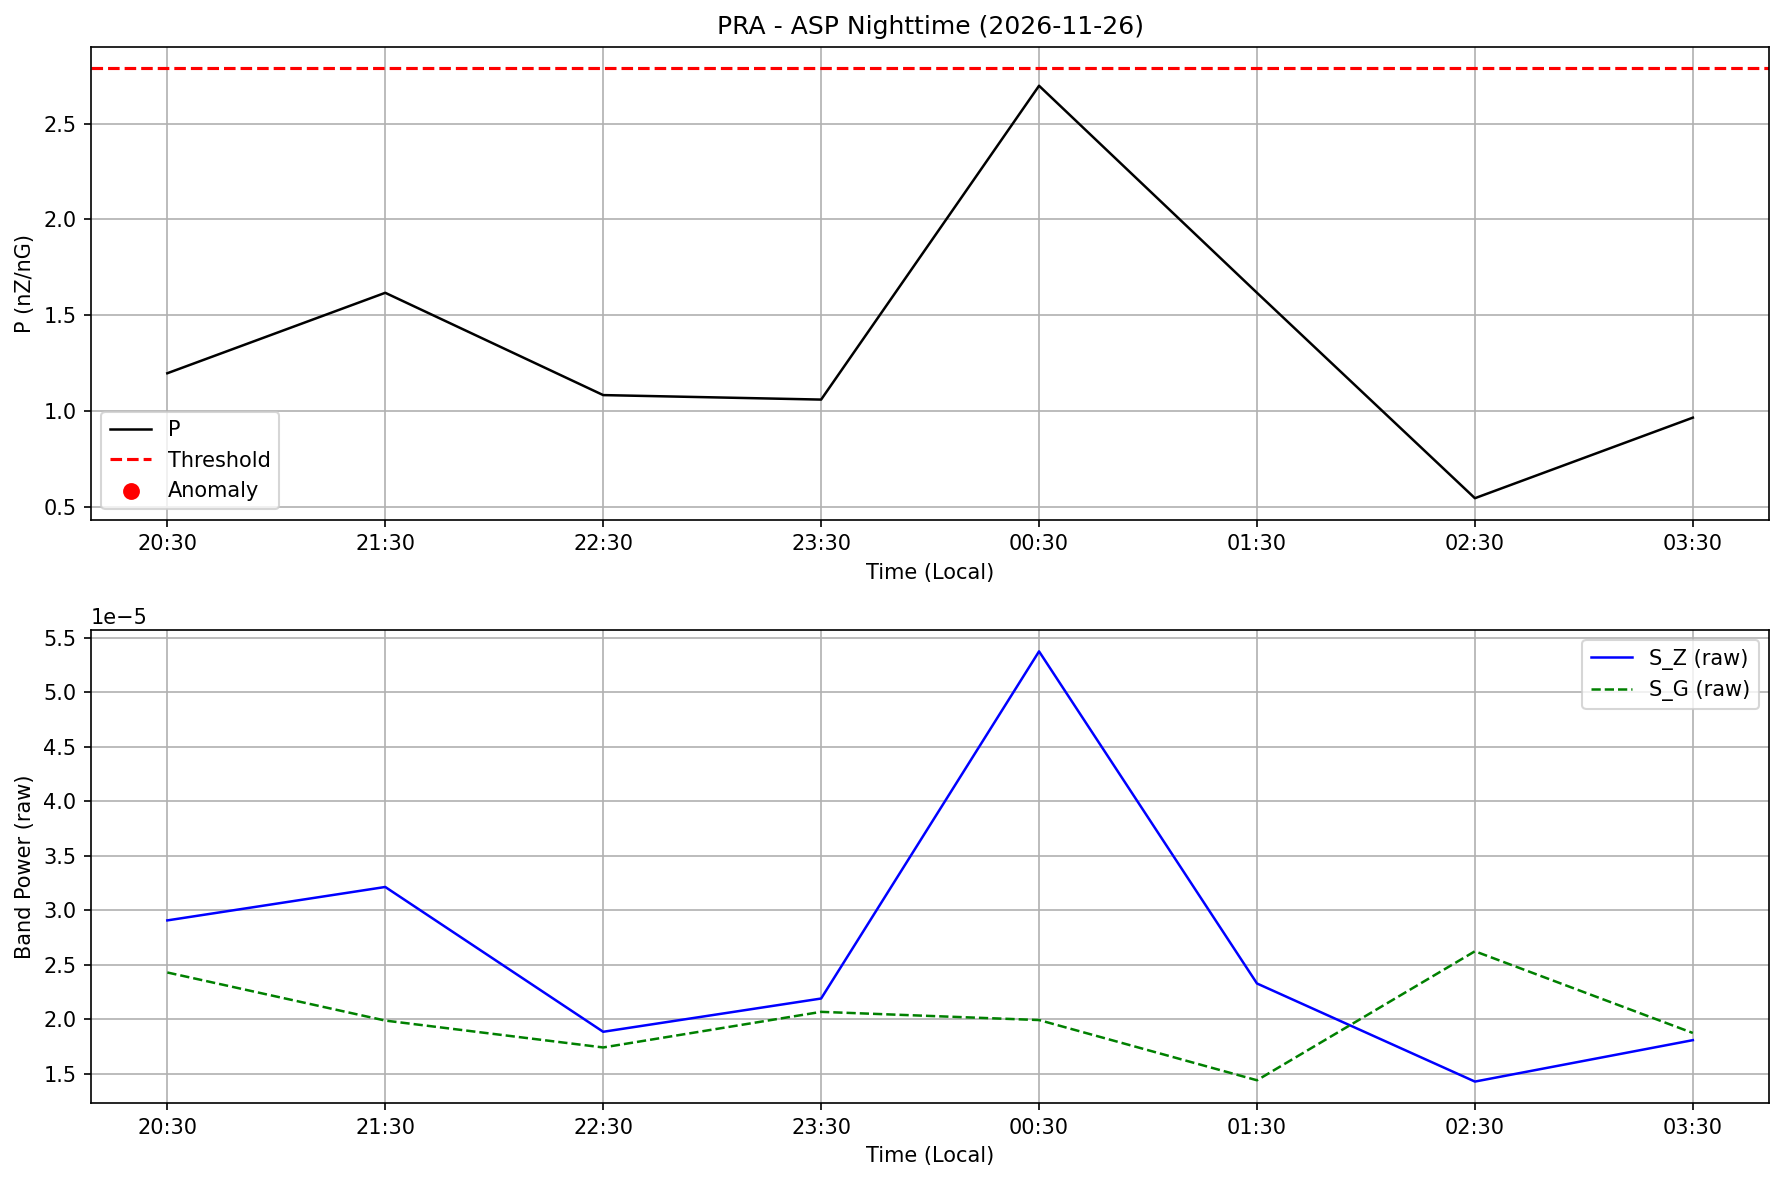 PRA - ASP Nighttime (2026-11-26)
P (nZ/nG)
2.5
2.0
1.5
1.0
0.5
P
Threshold
Anomaly
20:30 21:30 22:30 23:30 00:30 01:30 02:30 03:30
Time (Local)
1e−5
Band Power (raw)
5.5
5.0
4.5
4.0
3.5
3.0
2.5
2.0
1.5
S_Z (raw)
S_G (raw)
20:30 21:30 22:30 23:30 00:30 01:30 02:30 03:30
Time (Local)